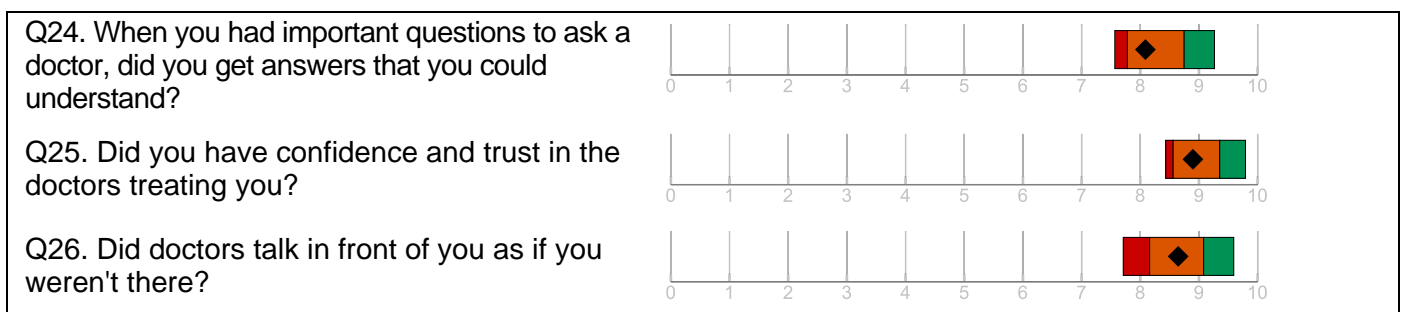 Q24. When you had important questions to ask a
doctor, did you get answers that you could
understand?
0 1 2 3 4 5 6 7 8 9 10
Q25. Did you have confidence and trust in the
doctors treating you?
0 1 2 3 4 5 6 7 8 9 10
Q26. Did doctors talk in front of you as if you
weren't there?
0 1 2 3 4 5 6 7 8 9 10